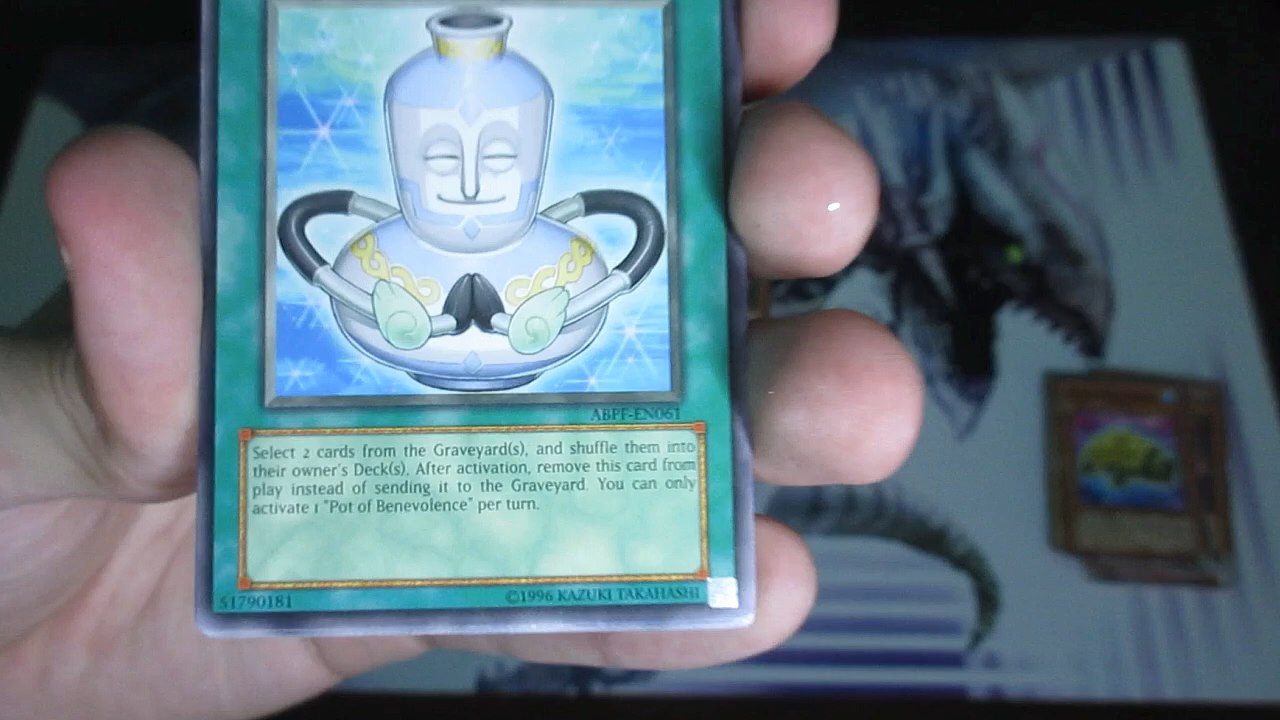 ABPF-EN061
Select 2 cards from the Graveyard(s), and shuffle them into
their owner's Deck(s). After activation, remove this card from
play instead of sending it to the Graveyard. You can only
activate 1 "Pot of Benevolence" per turn.
51790181
©1996 KAZUKI TAKAHASHI